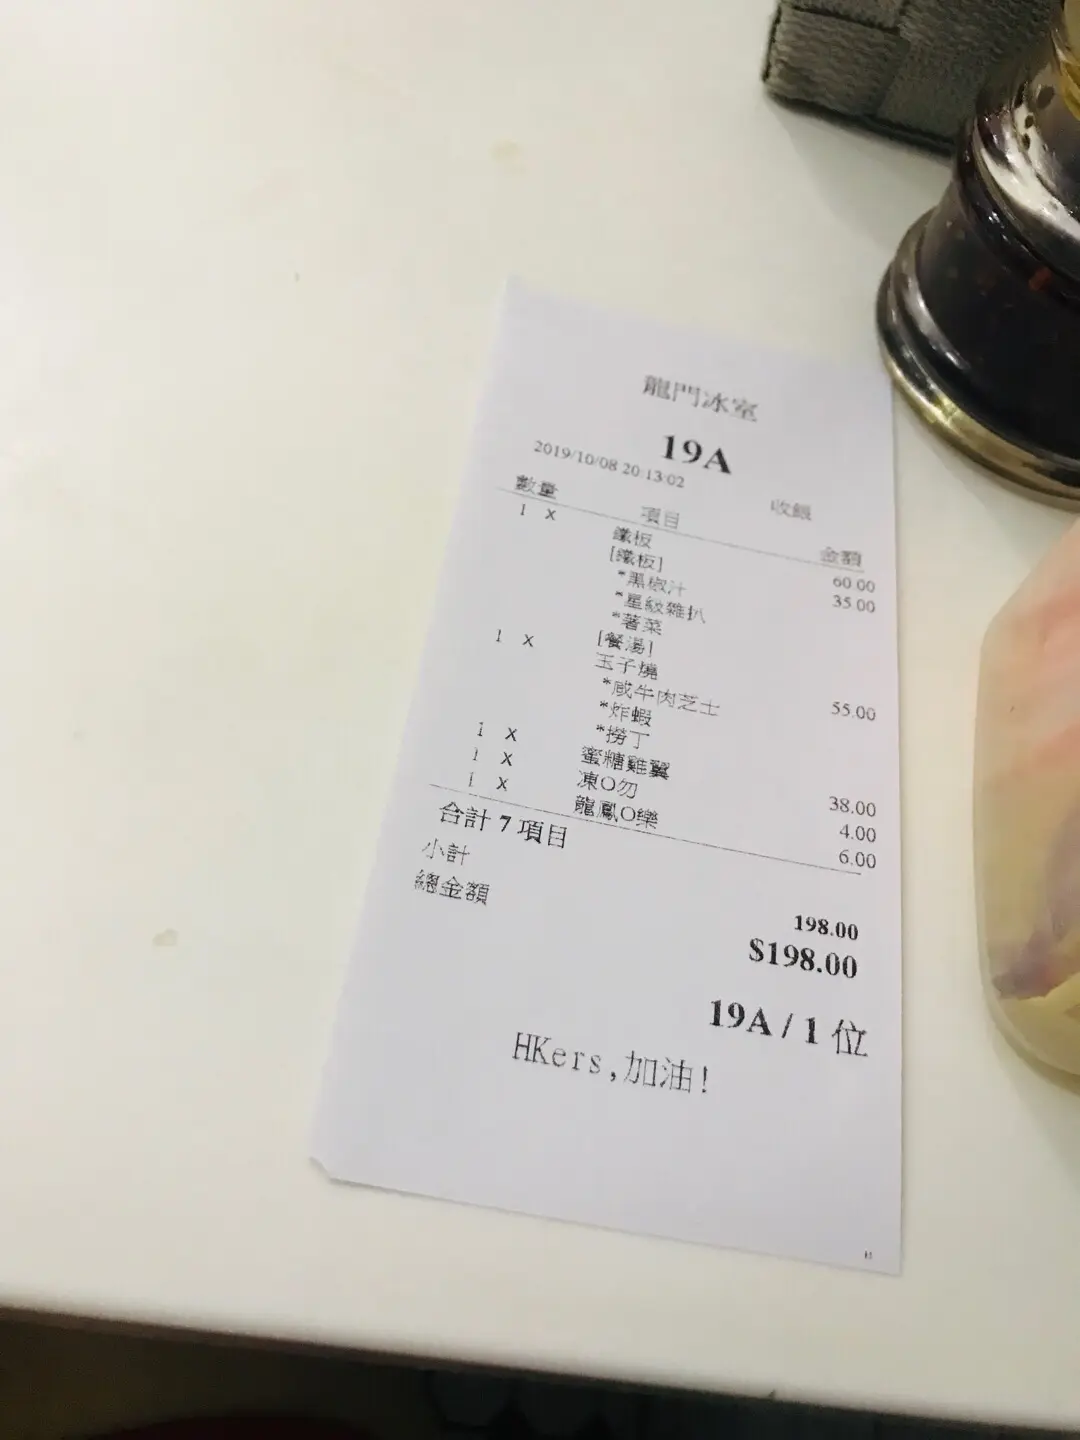 龍門冰室
19A
2019/10/08 20:13:02
收銀
數量 項目 金額
1 x 鐵板 60.00
[鐵板] 35.00
*黑椒汁
*星級雜扒
*薯菜
[餐湯]
1 x 玉子燒 55.00
*咸牛肉芝士
*炸蝦
*撈丁
1 x 蜜糖雞翼 38.00
1 x 凍O勿 4.00
1 x 龍鳳O樂 6.00
合計 7 項目
小計 198.00
總金額 $198.00
19A / 1 位
HKers,加油!